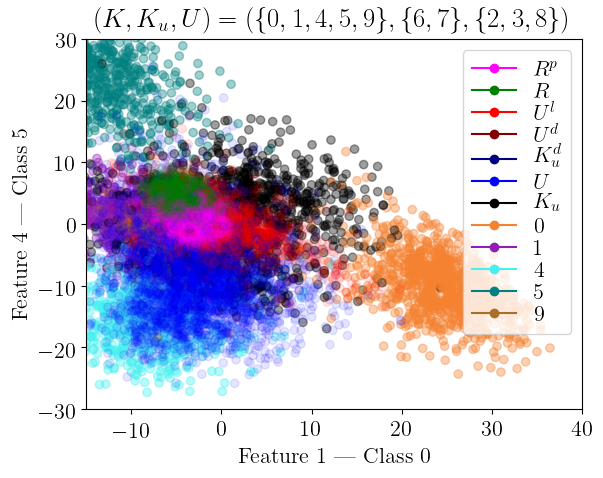 (K, K_u, U) = ({0, 1, 4, 5, 9}, {6, 7}, {2, 3, 8})
30
20
10
0
−10
−20
−30
Feature 4 — Class 5
R^p
R
U^l
U^d
K_u^d
U
K_u
0
1
4
5
9
−10
0
10
20
30
40
Feature 1 — Class 0